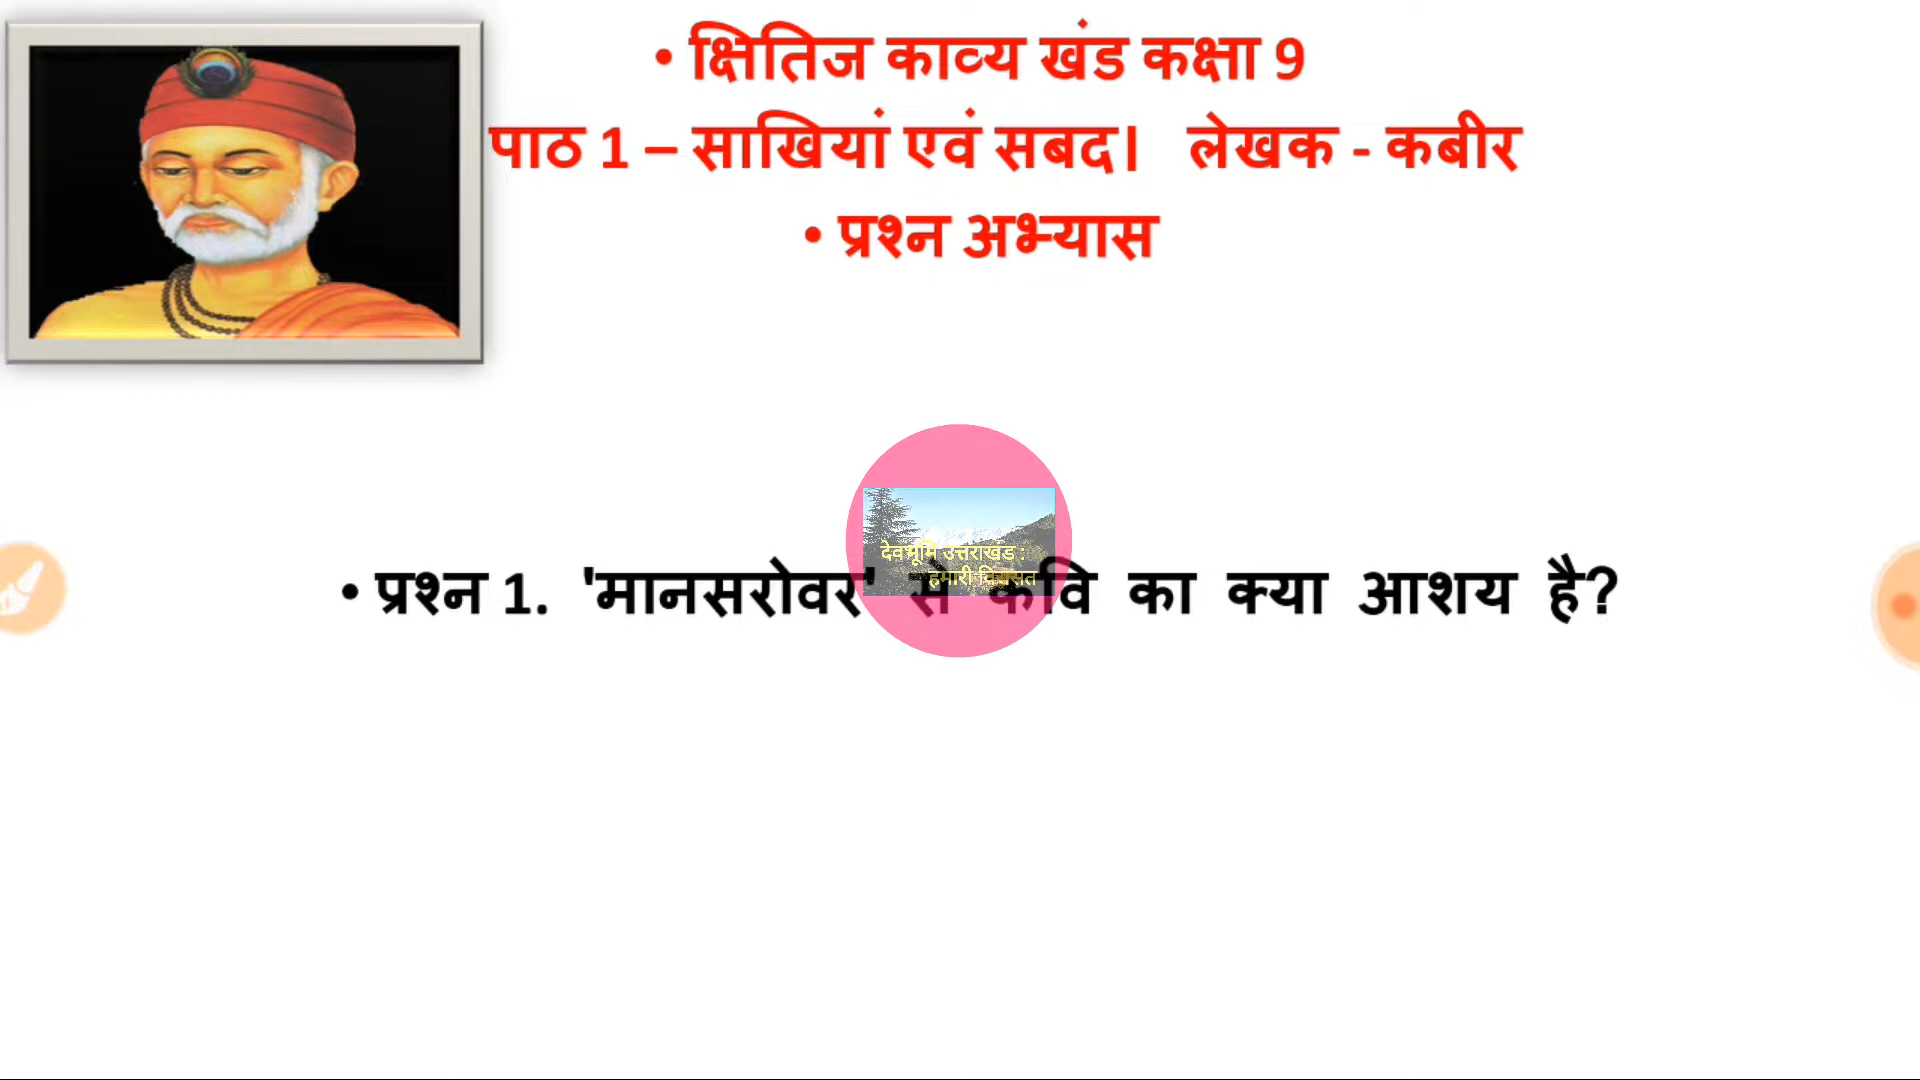 • क्षितिज काव्य खंड कक्षा 9
पाठ 1 – साखियां एवं सबद। लेखक - कबीर
• प्रश्न अभ्यास
देवभूमि उत्तराखंड :
हमारी विरासत
• प्रश्न 1. 'मानसरोवर' से कवि का क्या आशय है?